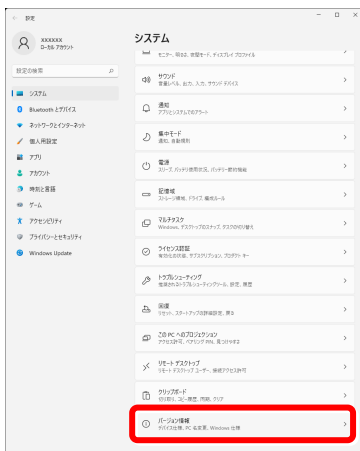 設定
XXXXXX
ローカル アカウント
設定の検索
システム
Bluetooth とデバイス
ネットワークとインターネット
個人用設定
アプリ
アカウント
時刻と言語
ゲーム
アクセシビリティ
プライバシーとセキュリティ
Windows Update
システム
モニター、明るさ、夜間モード、ディスプレイ プロファイル
サウンド
音量レベル、出力、入力、サウンド デバイス
通知
アプリとシステムでのアラート
集中モード
通知、自動規則
電源
スリープ、バッテリ使用状況、バッテリー節約機能
記憶域
ストレージ領域、ドライブ、構成ルール
マルチタスク
Windows、デスクトップのスナップ、タスクの切り替え
ライセンス認証
有効化の状態、サブスクリプション、プロダクト キー
トラブルシューティング
推奨されるトラブルシューティングツール、設定、履歴
回復
リセット、スタートアップの詳細設定、戻る
この PC へのプロジェクション
アクセス許可、ペアリング PIN、見つけやすさ
リモート デスクトップ
リモート デスクトップ ユーザー、接続アクセス許可
クリップボード
切り取り、コピー履歴、同期、クリア
バージョン情報
デバイス仕様、PC 名変更、Windows 仕様